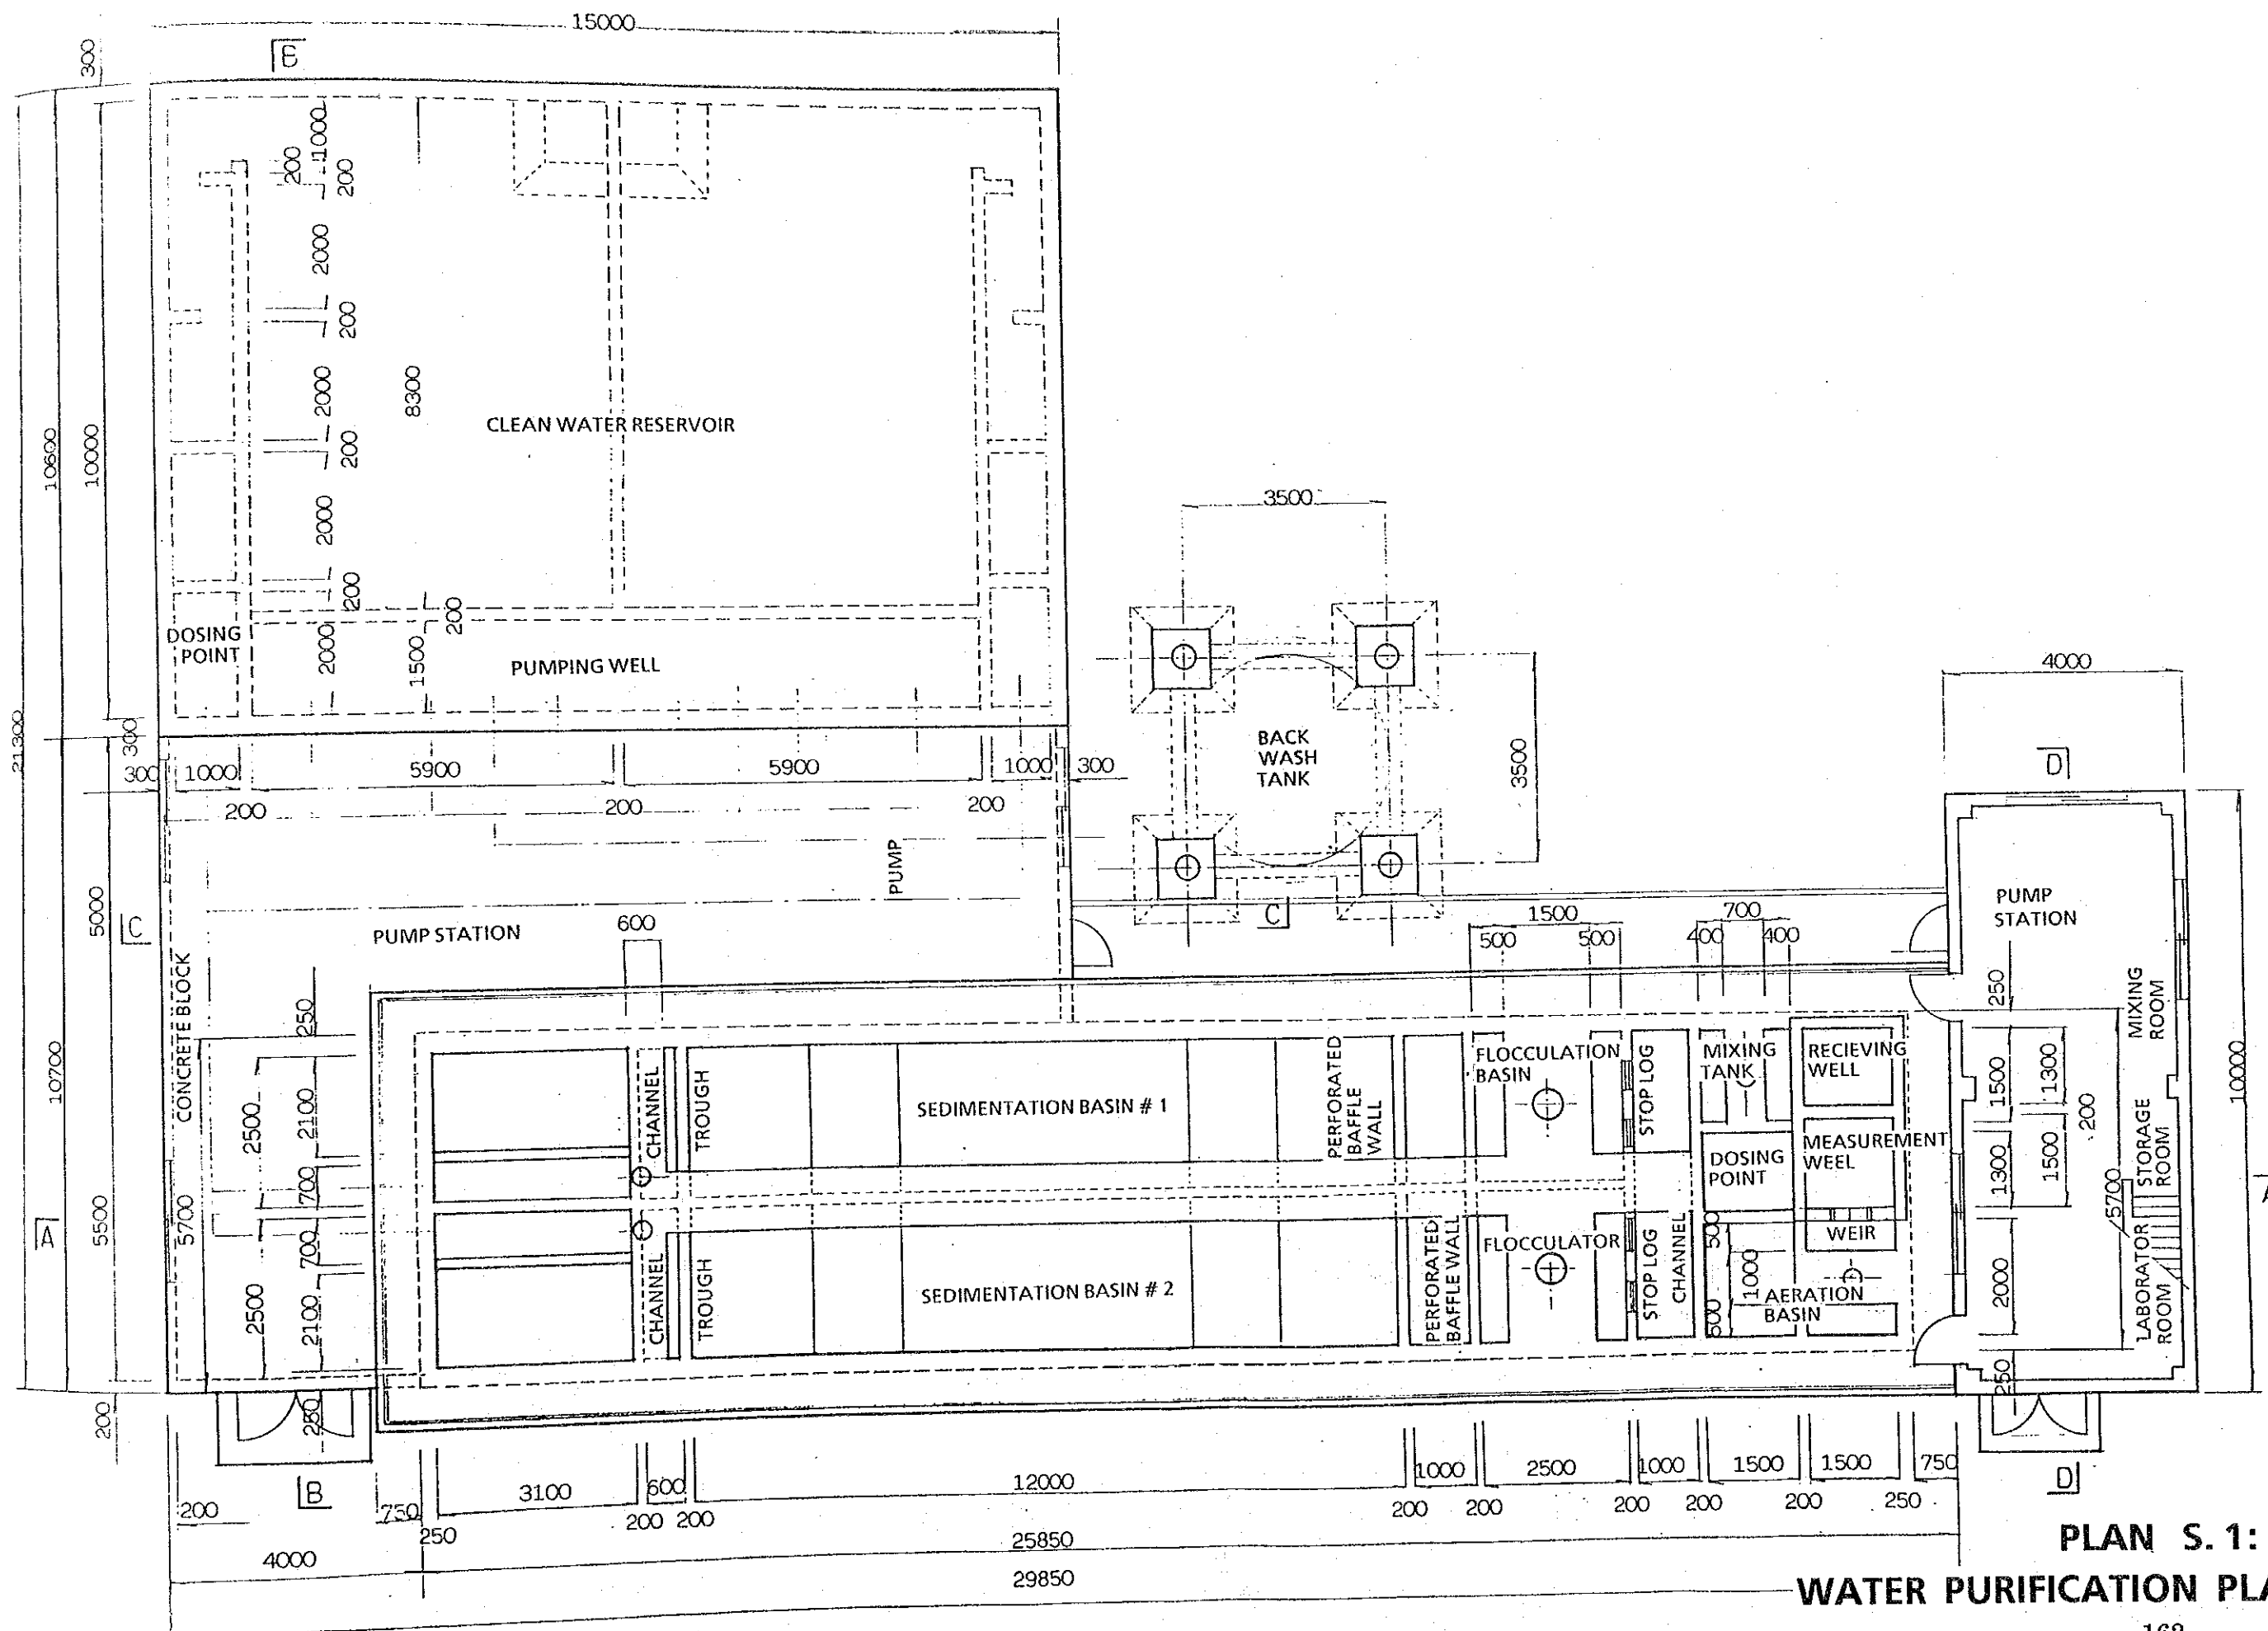 15000
E
300
1000
200
200
2000
200
2000
8300
CLEAN WATER RESERVOIR
10600
10000
200
2000
3500
200
200
DOSING
POINT
2000
1500
PUMPING WELL
4000
21300
300
BACK
WASH
TANK
3500
D
300
1000
5900
5900
1000
300
200
200
200
PUMP
5000
C
PUMP STATION
600
C
1500
700
500
500
400
400
PUMP
STATION
CONCRETE BLOCK
250
250
MIXING
ROOM
10000
10700
2500
2100
CHANNEL
TROUGH
SEDIMENTATION BASIN # 1
PERFORATED
BAFFLE
WALL
FLOCCULATION
BASIN
STOP LOG
MIXING
TANK
RECIEVING
WELL
1500
1300
200
MEASUREMENT
WEEL
DOSING
POINT
STORAGE
ROOM
700
1300
1500
A
5500
5700
700
5700
2500
2100
CHANNEL
TROUGH
SEDIMENTATION BASIN # 2
PERFORATED
BAFFLE WALL
FLOCCULATOR
STOP LOG
CHANNEL
500
1000
500
WEIR
AERATION
BASIN
2000
LABORATOR
ROOM
200
250
250
B
200
750
250
3100
200
600
200
12000
200
1000
200
2500
200
1000
200
1500
200
1500
250
750
D
4000
25850
29850
PLAN S. 1:
WATER PURIFICATION PLA